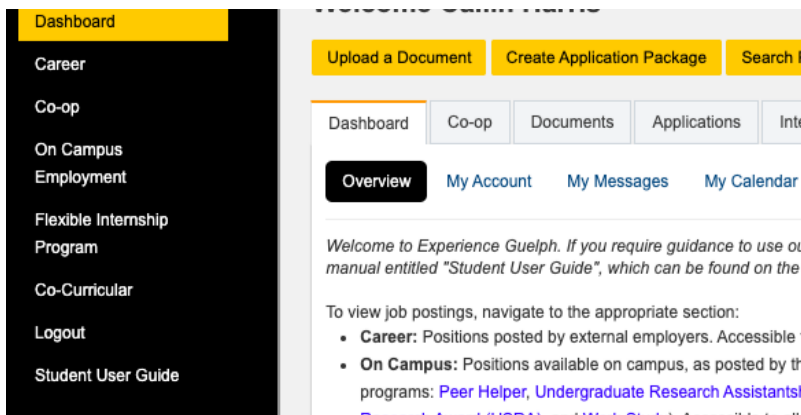 Dashboard
Career
Co-op
On Campus
Employment
Flexible Internship
Program
Co-Curricular
Logout
Student User Guide
Upload a Document
Create Application Package
Search
Dashboard
Co-op
Documents
Applications
Overview
My Account
My Messages
My Calendar
Welcome to Experience Guelph. If you require guidance to use
manual entitled "Student User Guide", which can be found on the
To view job postings, navigate to the appropriate section:
• Career: Positions posted by external employers. Accessible
• On Campus: Positions available on campus, as posted by
programs: Peer Helper, Undergraduate Research